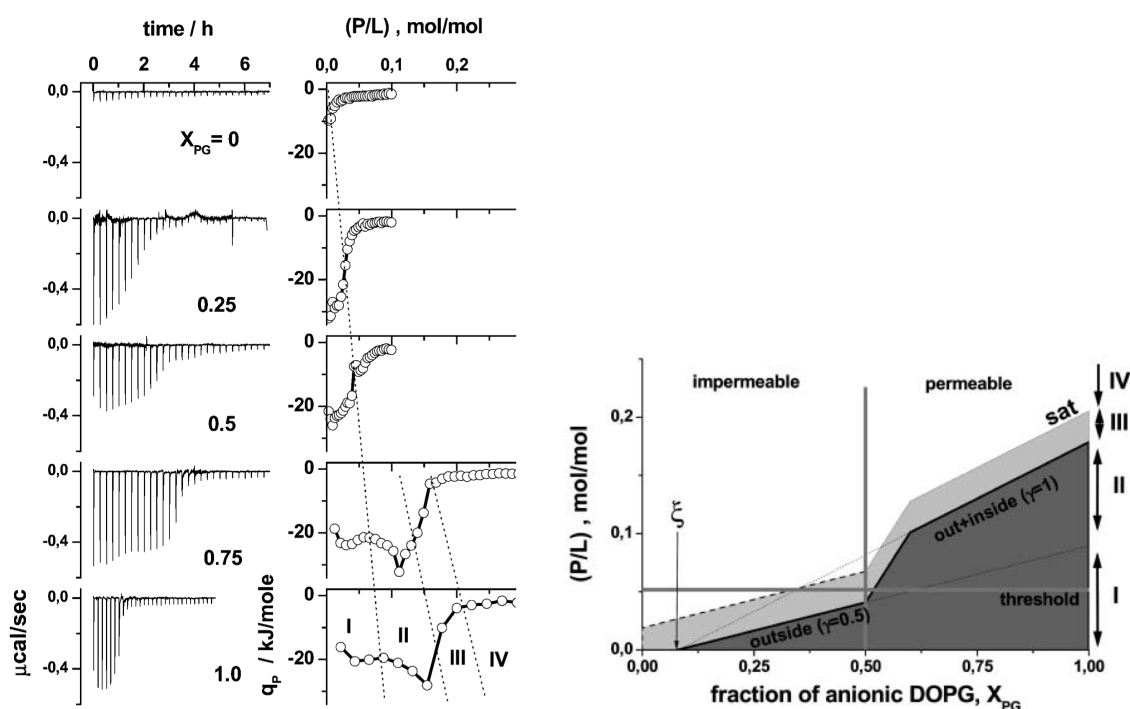 time / h
(P/L) , mol/mol
0 2 4 6
0,0 0,1 0,2
0,0
-0,4
X_PG= 0
0
-20
0,0
-0,4
0.25
0
-20
0,0
-0,4
0.5
0
-20
0,0
-0,4
0.75
0
-20
0,0
-0,4
1.0
0
-20
I II III IV
μcal/sec
q_P / kJ/mole
impermeable permeable
IV
III
II
I
sat
out+inside (γ=1)
ξ
threshold
outside (γ=0.5)
0,2
0,1
0,0
(P/L) , mol/mol
0,00 0,25 0,50 0,75 1,00
fraction of anionic DOPG, X_PG